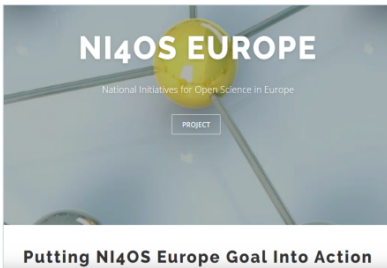 NI4OS EUROPE
National Initiatives for Open Science in Europe
PROJECT
Putting NI4OS Europe Goal Into Action